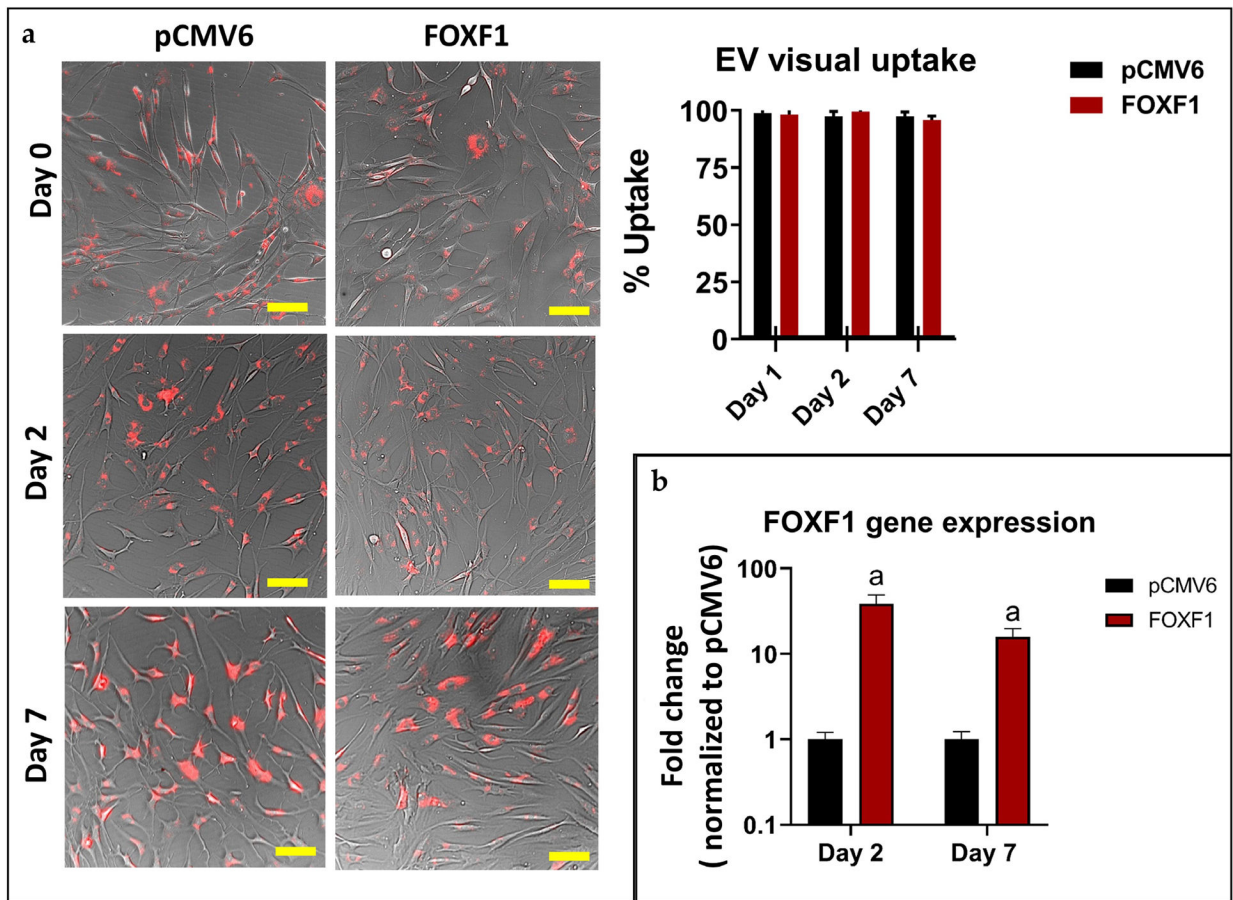 a
pCMV6 FOXF1
Day 0
Day 2
Day 7
EV visual uptake
pCMV6
FOXF1
% Uptake
100
75
50
25
0
Day 1 Day 2 Day 7
b
FOXF1 gene expression
Fold change
( normalized to pCMV6)
100
10
1
0.1
a a
pCMV6
FOXF1
Day 2 Day 7